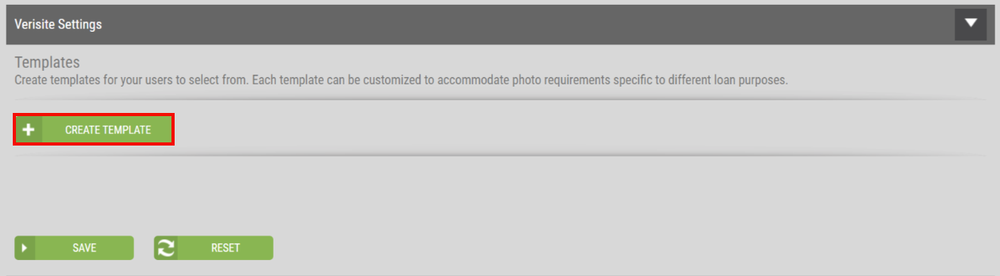 Verisite Settings
Templates
Create templates for your users to select from. Each template can be customized to accommodate photo requirements specific to different loan purposes.
CREATE TEMPLATE
SAVE
RESET